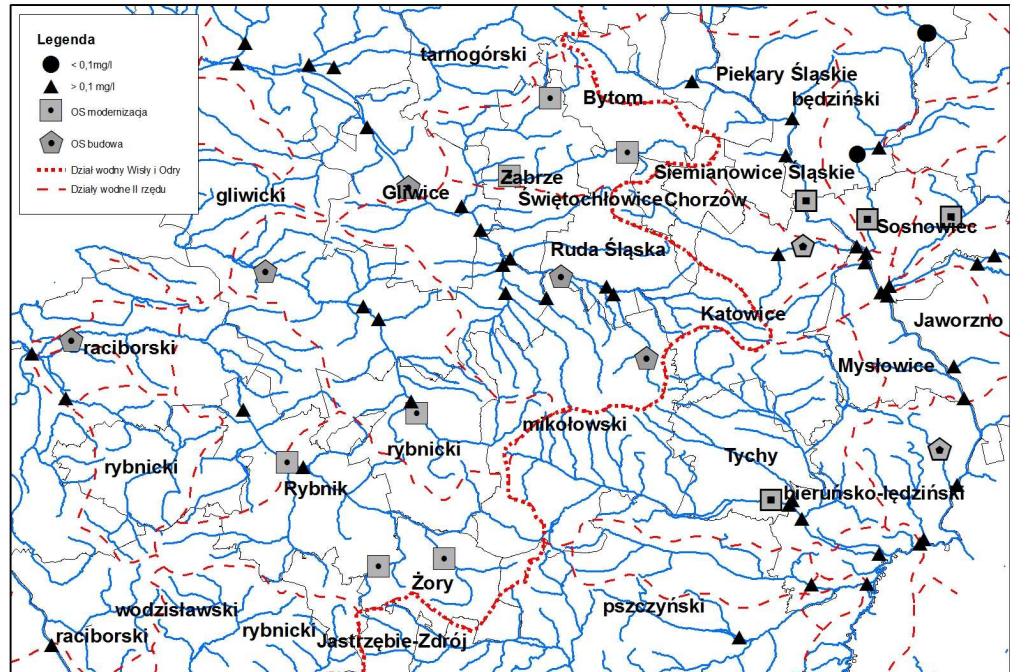 Legenda
< 0,1mg/l
> 0,1 mg/l
OS modernizacja
OS budowa
Dział wodny Wisły i Odry
Działy wodne II rzędu
tarnogórski
Piekary Śląskie
będziński
Bytom
gliwicki
Gliwice
Zabrze
Siemianowice Śląskie
Świętochłowice
Chorzów
Sosnowiec
Ruda Śląska
Katowice
Jaworzno
raciborski
Mysłowice
mikołowski
rybnicki
rybnicki
Tychy
Rybnik
bieruńsko-lędziński
Żory
wodzisławski
pszczyński
raciborski
rybnicki
Jastrzębie-Zdrój